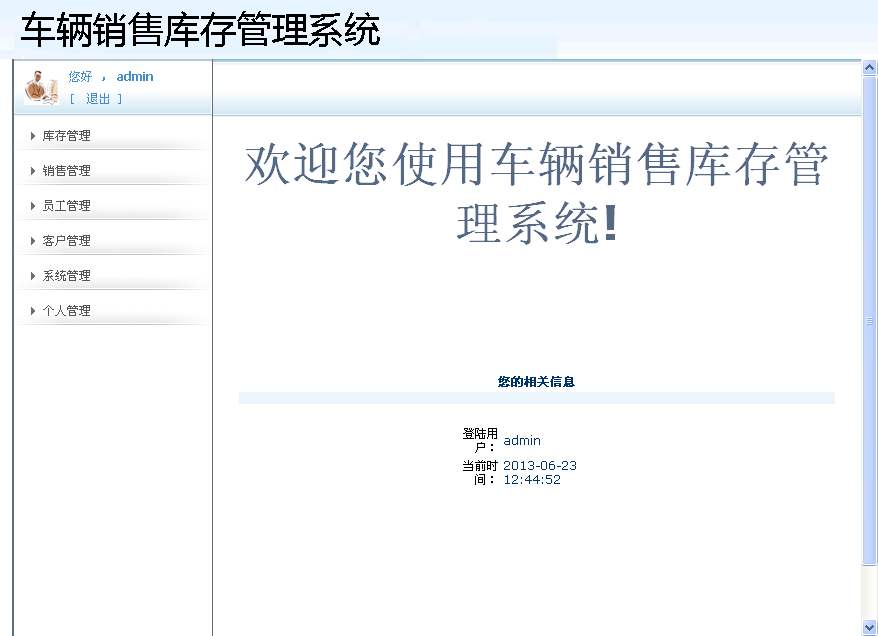 车辆销售库存管理系统
您好 ， admin
[ 退出 ]
库存管理
销售管理
员工管理
客户管理
系统管理
个人管理
欢迎您使用车辆销售库存管
理系统!
您的相关信息
登陆用
户：
admin
当前时
间：
2013-06-23
12:44:52